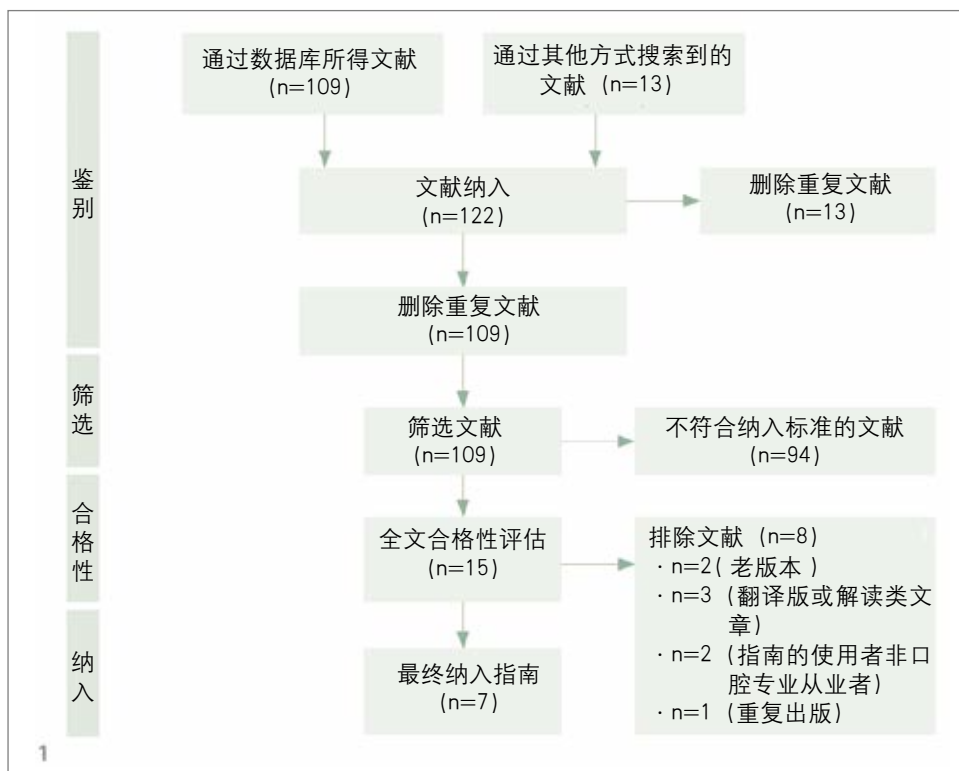 通过数据库所得文献
(n=109)
通过其他方式搜索到的
文献 (n=13)
鉴
别
文献纳入
(n=122)
删除重复文献
(n=13)
删除重复文献
(n=109)
筛
选
筛选文献
(n=109)
不符合纳入标准的文献
(n=94)
合
格
性
全文合格性评估
(n=15)
排除文献 (n=8)
· n=2( 老版本 )
· n=3 (翻译版或解读类文
章)
· n=2 (指南的使用者非口
腔专业从业者)
· n=1 (重复出版)
纳
入
最终纳入指南
(n=7)
1